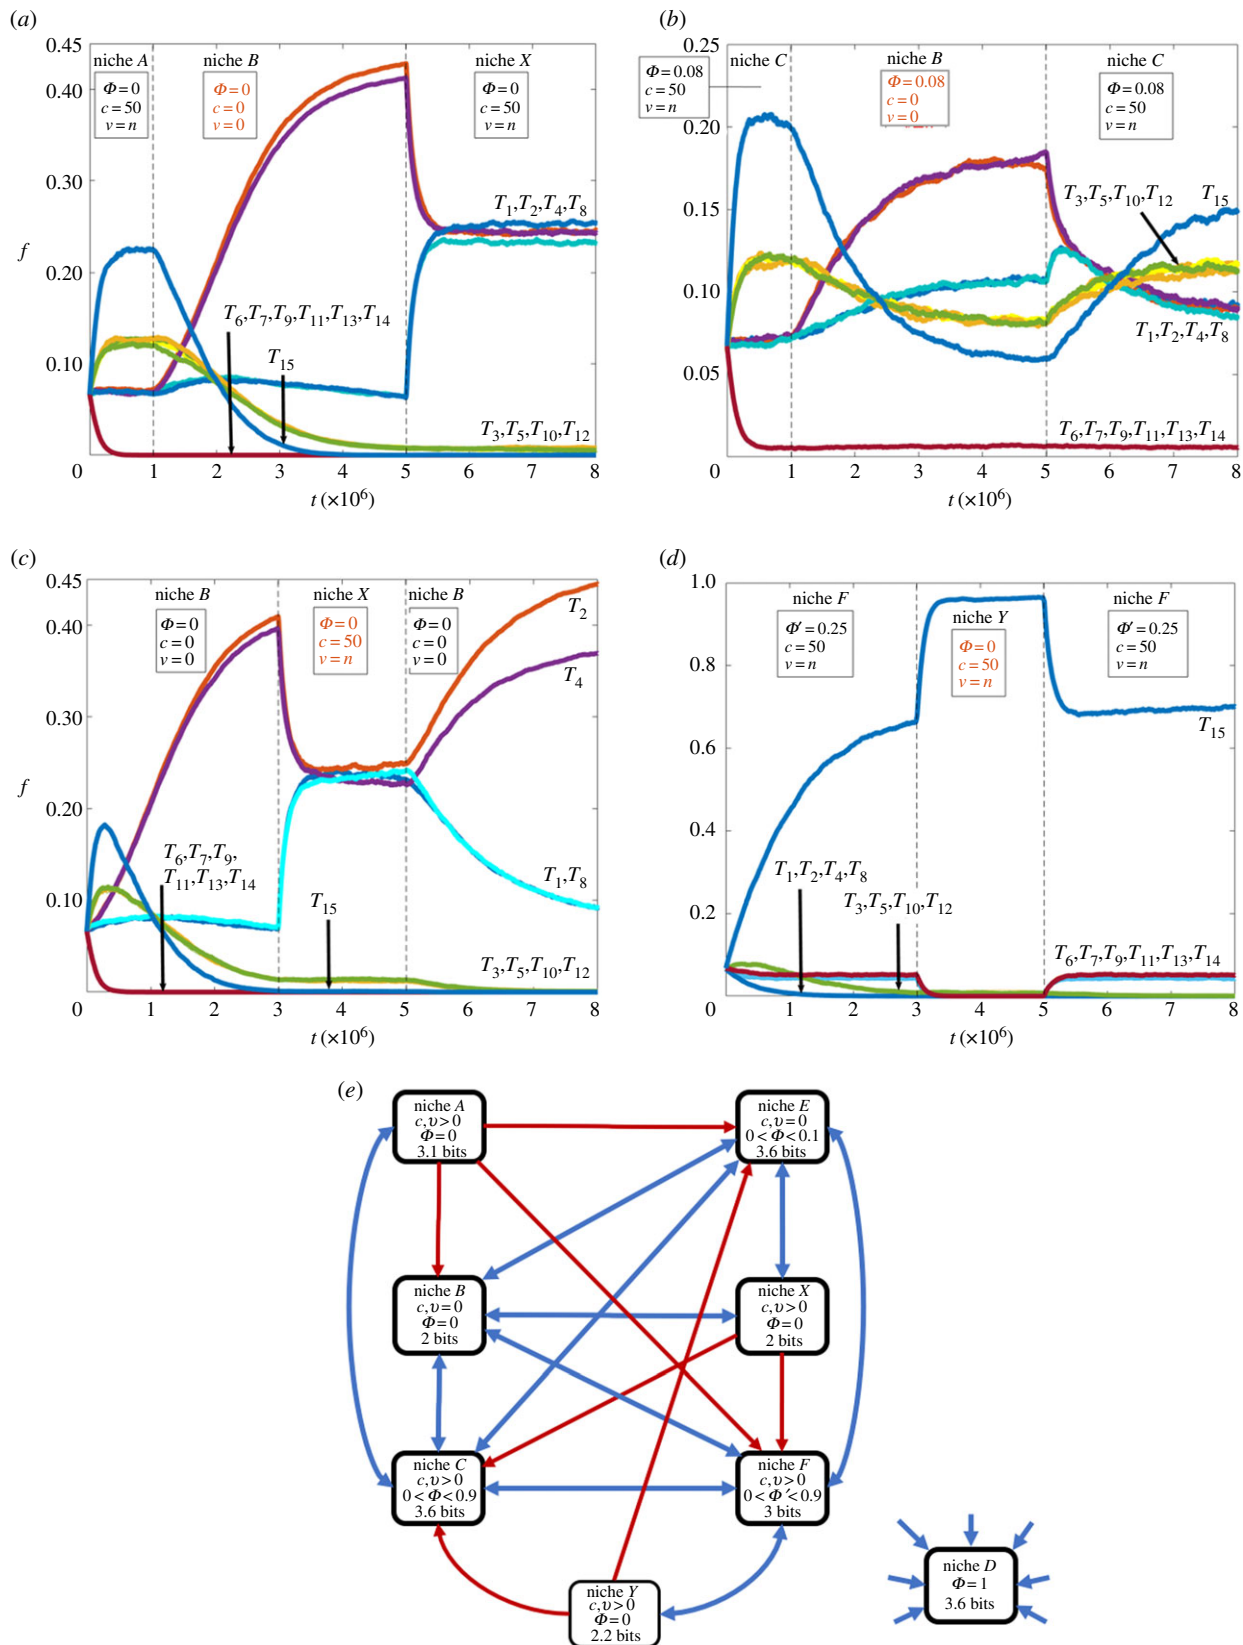 (a)
0.45
0.40
0.30
f
0.20
0.10
0
niche A
Φ = 0
c = 50
v = n
niche B
Φ = 0
c = 0
v = 0
niche X
Φ = 0
c = 50
v = n
T1,T2,T4,T8
T6,T7,T9,T11,T13,T14
T15
T3,T5,T10,T12
1 2 3 4 5 6 7 8
t (×10^6)
(b)
0.25
0.20
0.15
0.10
0.05
0
Φ = 0.08
c = 50
v = n
niche C
niche B
Φ = 0.08
c = 0
v = 0
niche C
Φ = 0.08
c = 50
v = n
T3,T5,T10,T12
T15
T1,T2,T4,T8
T6,T7,T9,T11,T13,T14
1 2 3 4 5 6 7 8
t (×10^6)
(c)
0.45
0.40
0.30
f
0.20
0.10
0
niche B
Φ = 0
c = 0
v = 0
niche X
Φ = 0
c = 50
v = n
niche B
Φ = 0
c = 0
v = 0
T2
T4
T6,T7,T9,
T11,T13,T14
T15
T1,T8
T3,T5,T10,T12
1 2 3 4 5 6 7 8
t (×10^6)
(d)
1.0
0.8
0.6
0.4
0.2
0
niche F
Φ' = 0.25
c = 50
v = n
niche Y
Φ = 0
c = 50
v = n
niche F
Φ' = 0.25
c = 50
v = n
T15
T1,T2,T4,T8
T3,T5,T10,T12
T6,T7,T9,T11,T13,T14
1 2 3 4 5 6 7 8
t (×10^6)
(e)
niche A
c, υ > 0
Φ = 0
3.1 bits
niche E
c, υ = 0
0 < Φ < 0.1
3.6 bits
niche B
c, υ = 0
Φ = 0
2 bits
niche X
c, υ > 0
Φ = 0
2 bits
niche C
c, υ > 0
0 < Φ < 0.9
3.6 bits
niche F
c, υ > 0
0 < Φ' < 0.9
3 bits
niche Y
c, υ > 0
Φ = 0
2.2 bits
niche D
Φ = 1
3.6 bits